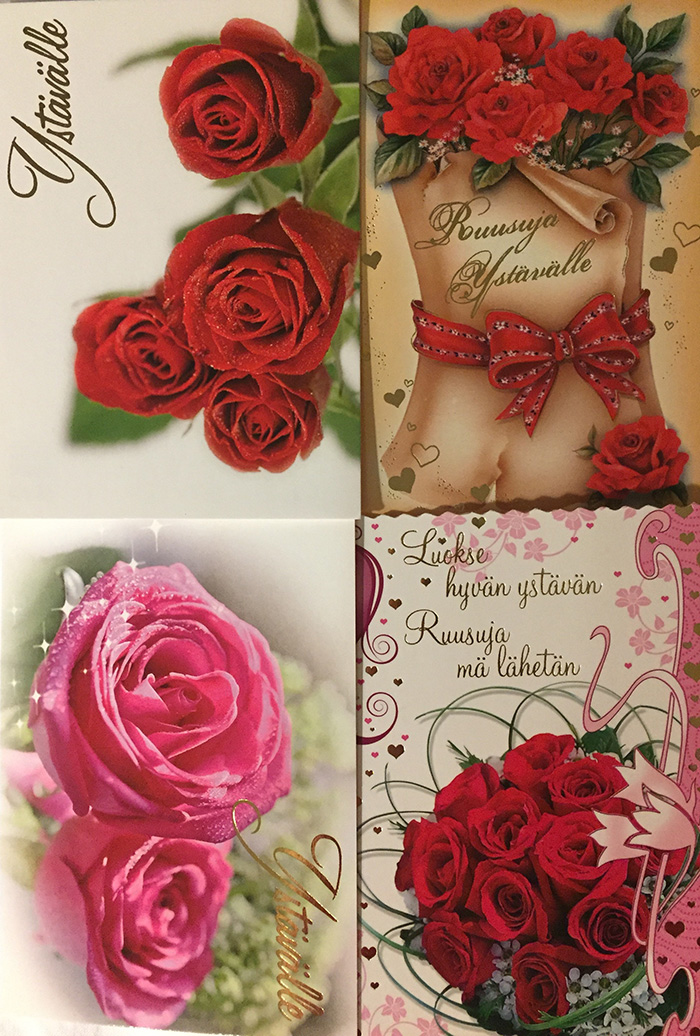 Ystävälle
Ruusuja
Ystävälle
Luokse
hyvän ystävän
Ruusuja
mä lähetän
Ystävälle